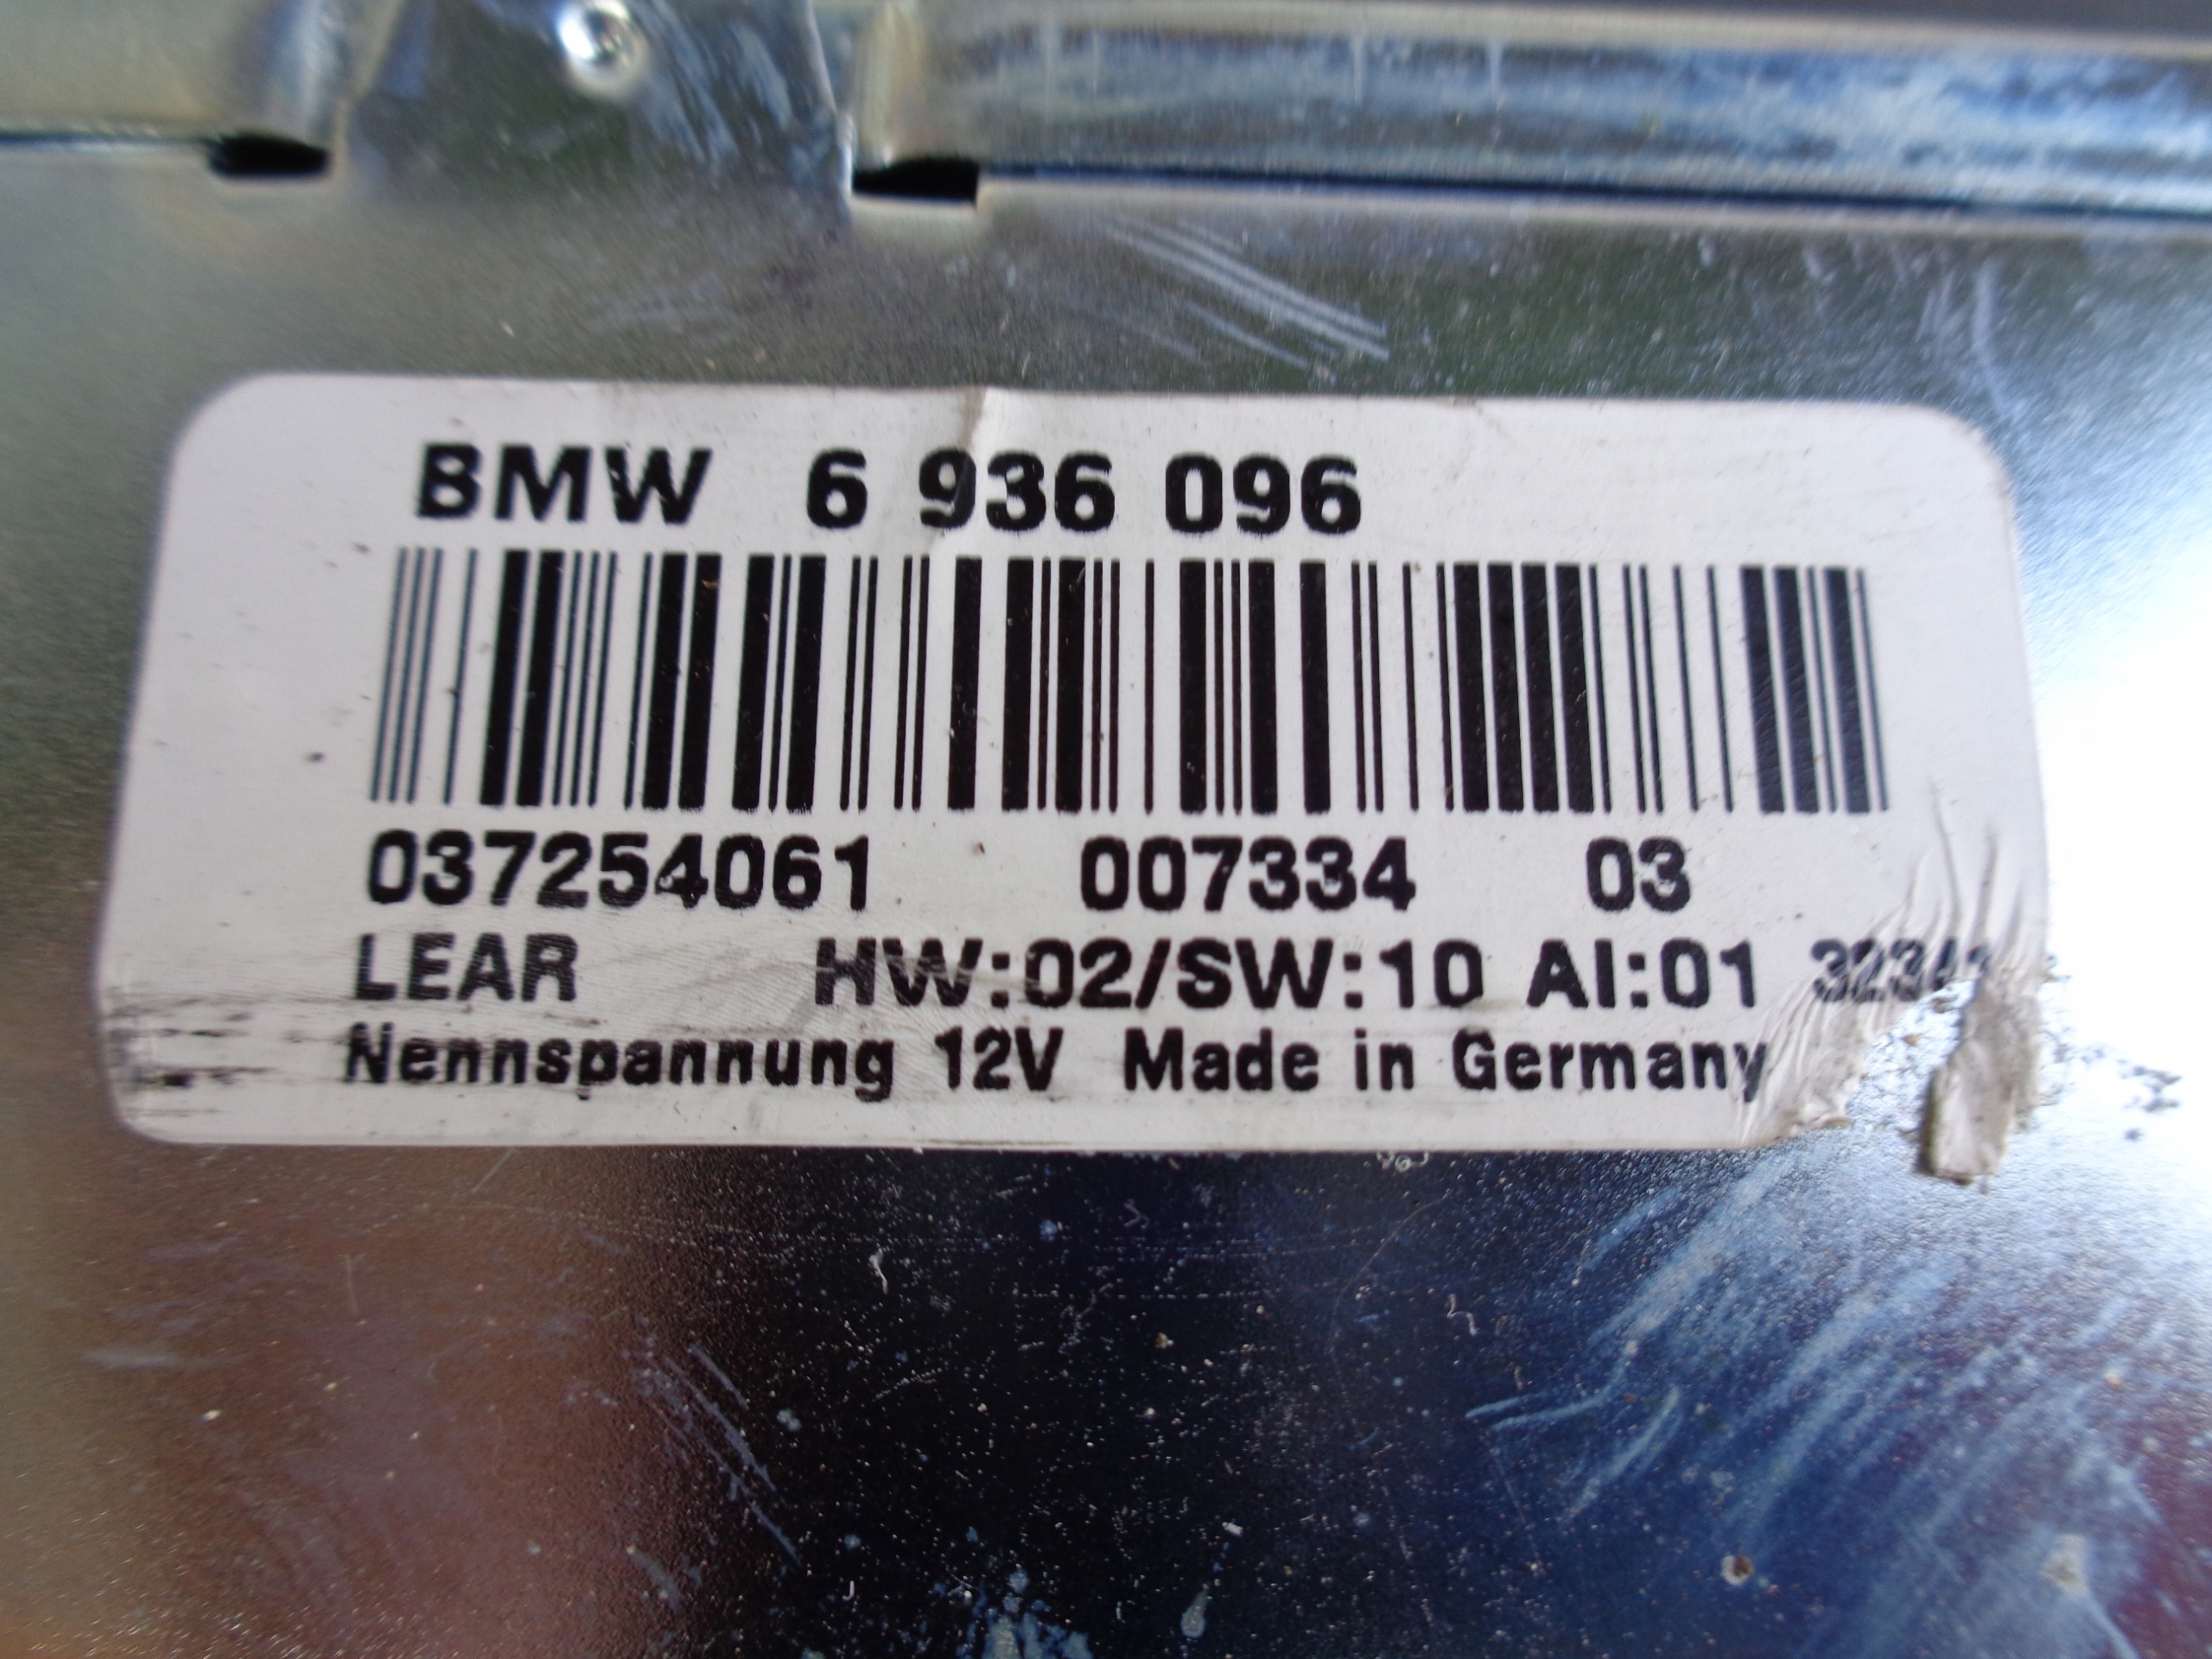 BMW 6 936 096
037254061 007334 03
LEAR HW:02/SW:10 AI:01
Nennspannung 12V Made in Germany